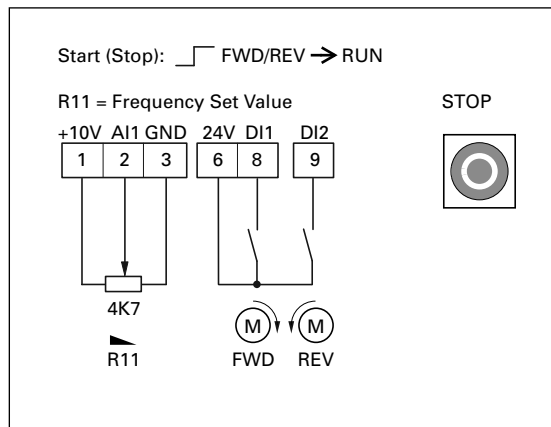 Start (Stop): FWD/REV → RUN
R11 = Frequency Set Value
STOP
+10V AI1 GND 24V DI1 DI2
1 2 3 6 8 9
4K7
M M
R11 FWD REV